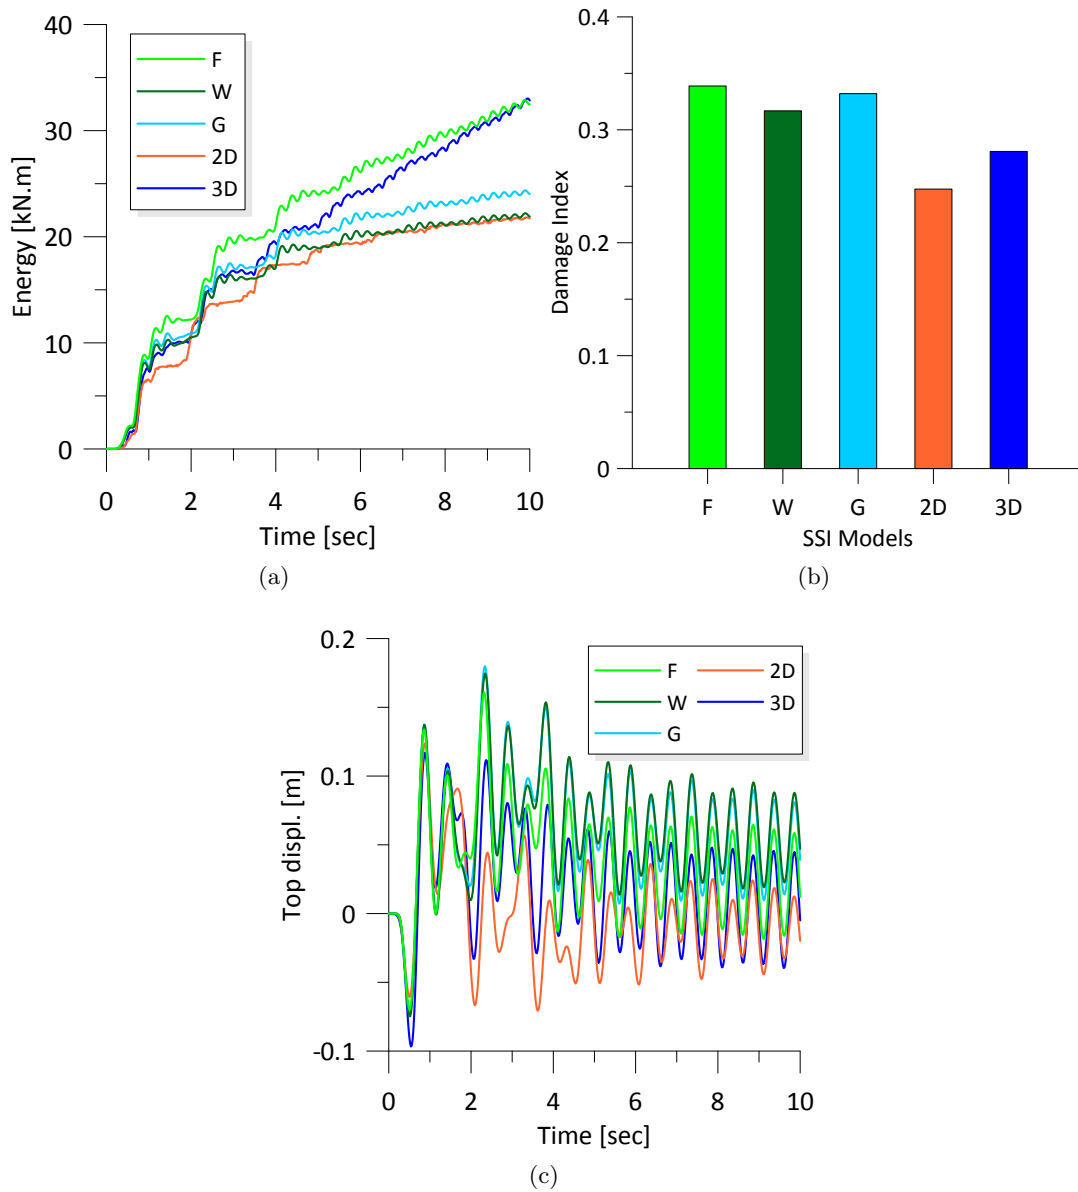 40
30
20
10
0
Energy [kN.m]
F
W
G
2D
3D
0 2 4 6 8 10
Time [sec]
(a)
0.4
0.3
0.2
0.1
0
Damage Index
F W G 2D 3D
SSI Models
(b)
0.2
0.1
0
-0.1
Top displ. [m]
F 2D
W 3D
G
0 2 4 6 8 10
Time [sec]
(c)